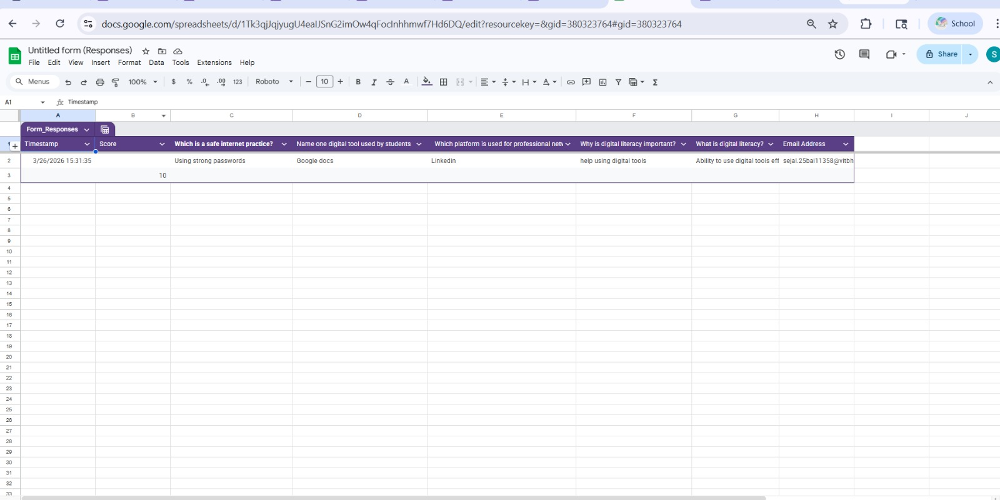 docs.google.com/spreadsheets/d/1Tk3qjJqjyugU4eaIJSnG2imOw4qFocInhhmwf7Hd6DQ/edit?resourcekey=&gid=380323764#gid=380323764
School
Untitled form (Responses)
File Edit View Insert Format Data Tools Extensions Help
Share
S
Menus 100% $ % .0 .00 123 Roboto - 10 + B I A
A1 fx Timestamp
A B C D E F G H I J
Form_Responses
1 Timestamp Score Which is a safe internet practice? Name one digital tool used by students Which platform is used for professional netv Why is digital literacy important? What is digital literacy? Email Address
2 3/26/2026 15:31:35 Using strong passwords Google docs Linkedin help using digital tools Ability to use digital tools eff sejal.25bai11358@vitbh
3 10
4
5
6
7
8
9
10
11
12
13
14
15
16
17
18
19
20
21
22
23
24
25
26
27
28
29
30
31
32
33